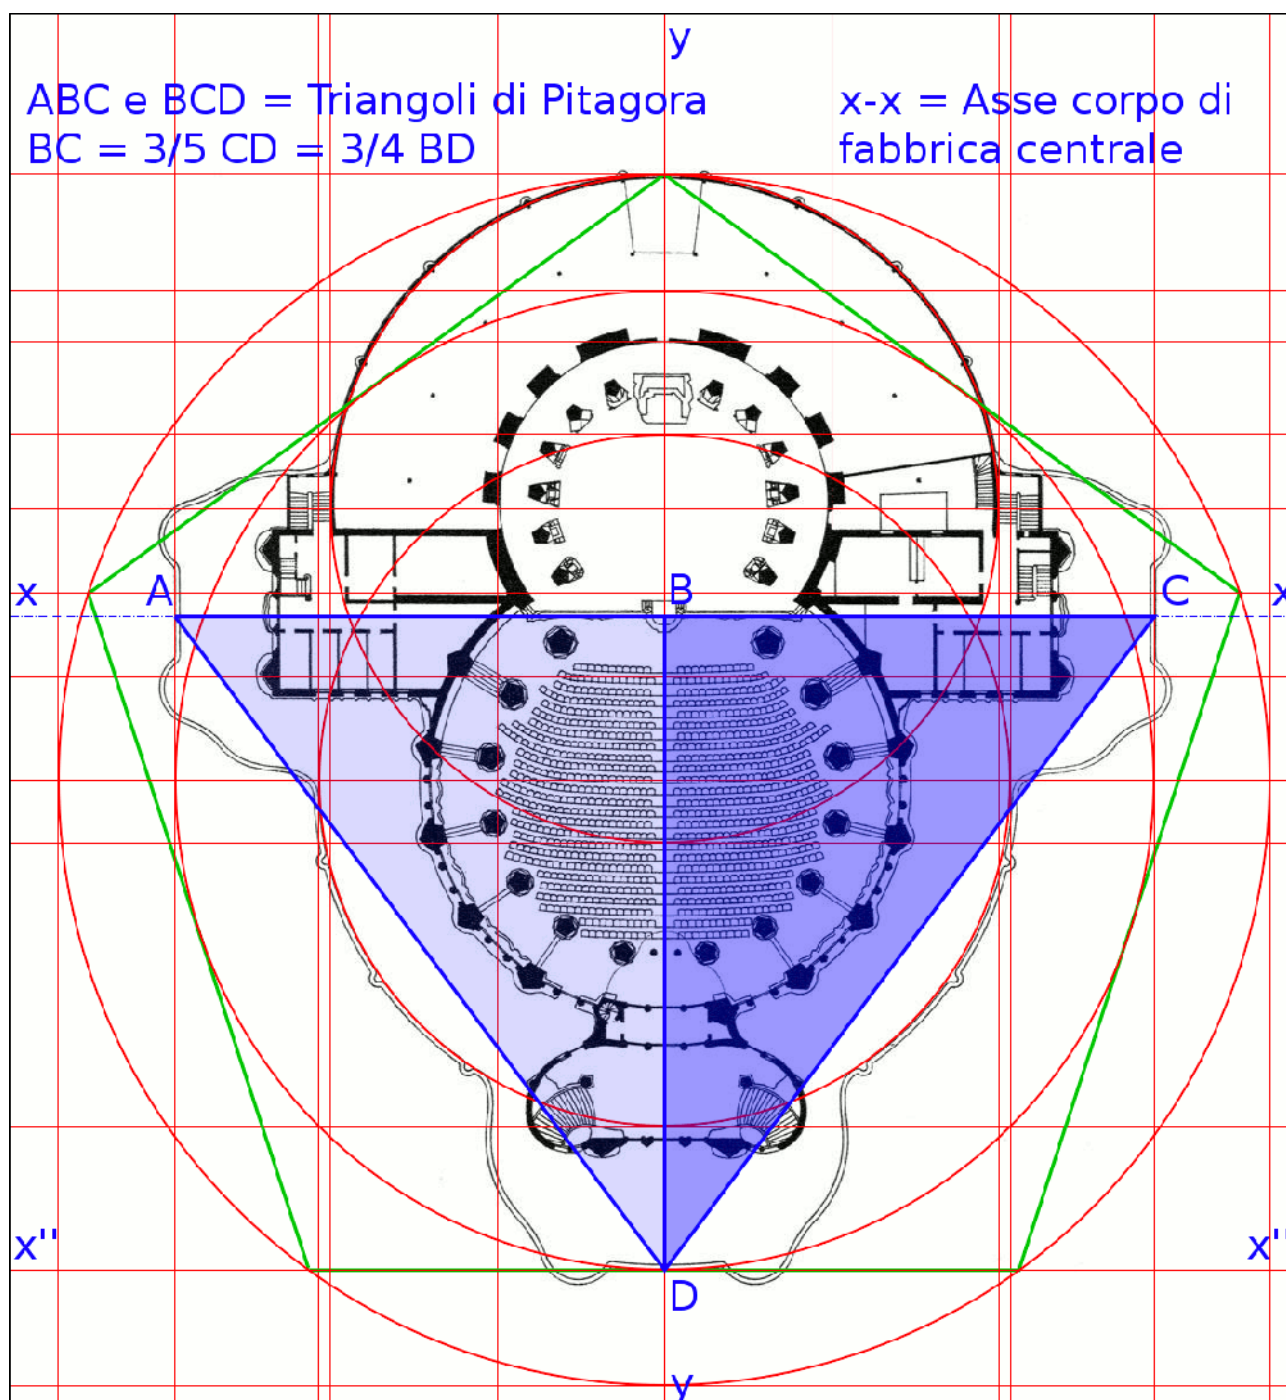 y
ABC e BCD = Triangoli di Pitagora
BC = 3/5 CD = 3/4 BD
x-x = Asse corpo di
fabbrica centrale
x A B C x
x'' x''
D
y